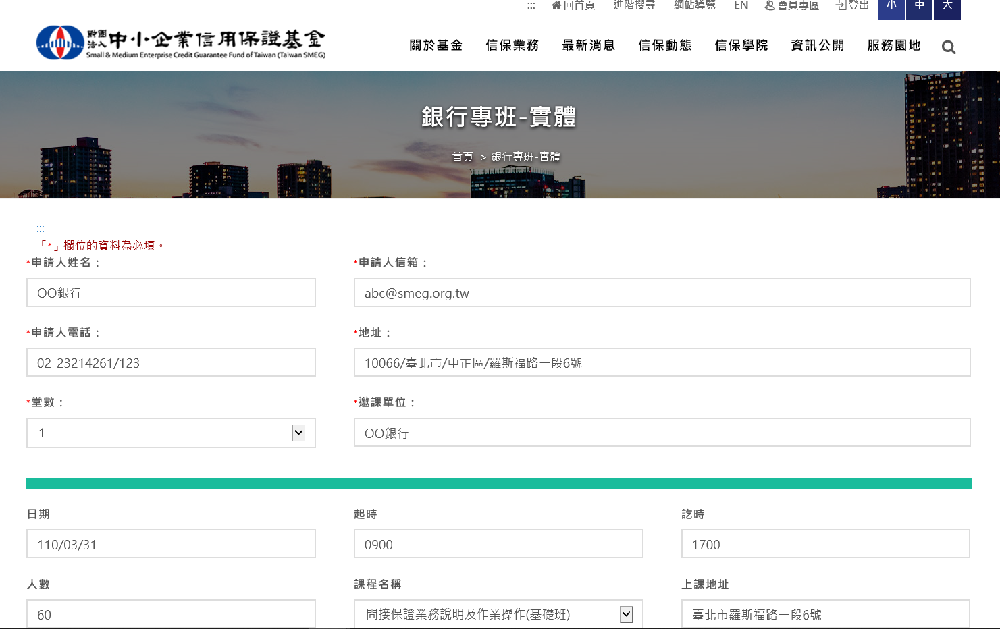 ::: 回首頁 進階搜尋 網站導覽 EN 會員專區 登出 小 中 大
財團法人 中小企業信用保證基金
Small & Medium Enterprise Credit Guarantee Fund of Taiwan (Taiwan SMEG)
關於基金 信保業務 最新消息 信保動態 信保學院 資訊公開 服務園地
銀行專班-實體
首頁 > 銀行專班-實體
:::
「*」欄位的資料為必填。
*申請人姓名： *申請人信箱：
OO銀行 abc@smeg.org.tw
*申請人電話： *地址：
02-23214261/123 10066/臺北市/中正區/羅斯福路一段6號
*堂數： *邀課單位：
1 OO銀行
日期 起時 訖時
110/03/31 0900 1700
人數 課程名稱 上課地址
60 間接保證業務說明及作業操作(基礎班) 臺北市羅斯福路一段6號